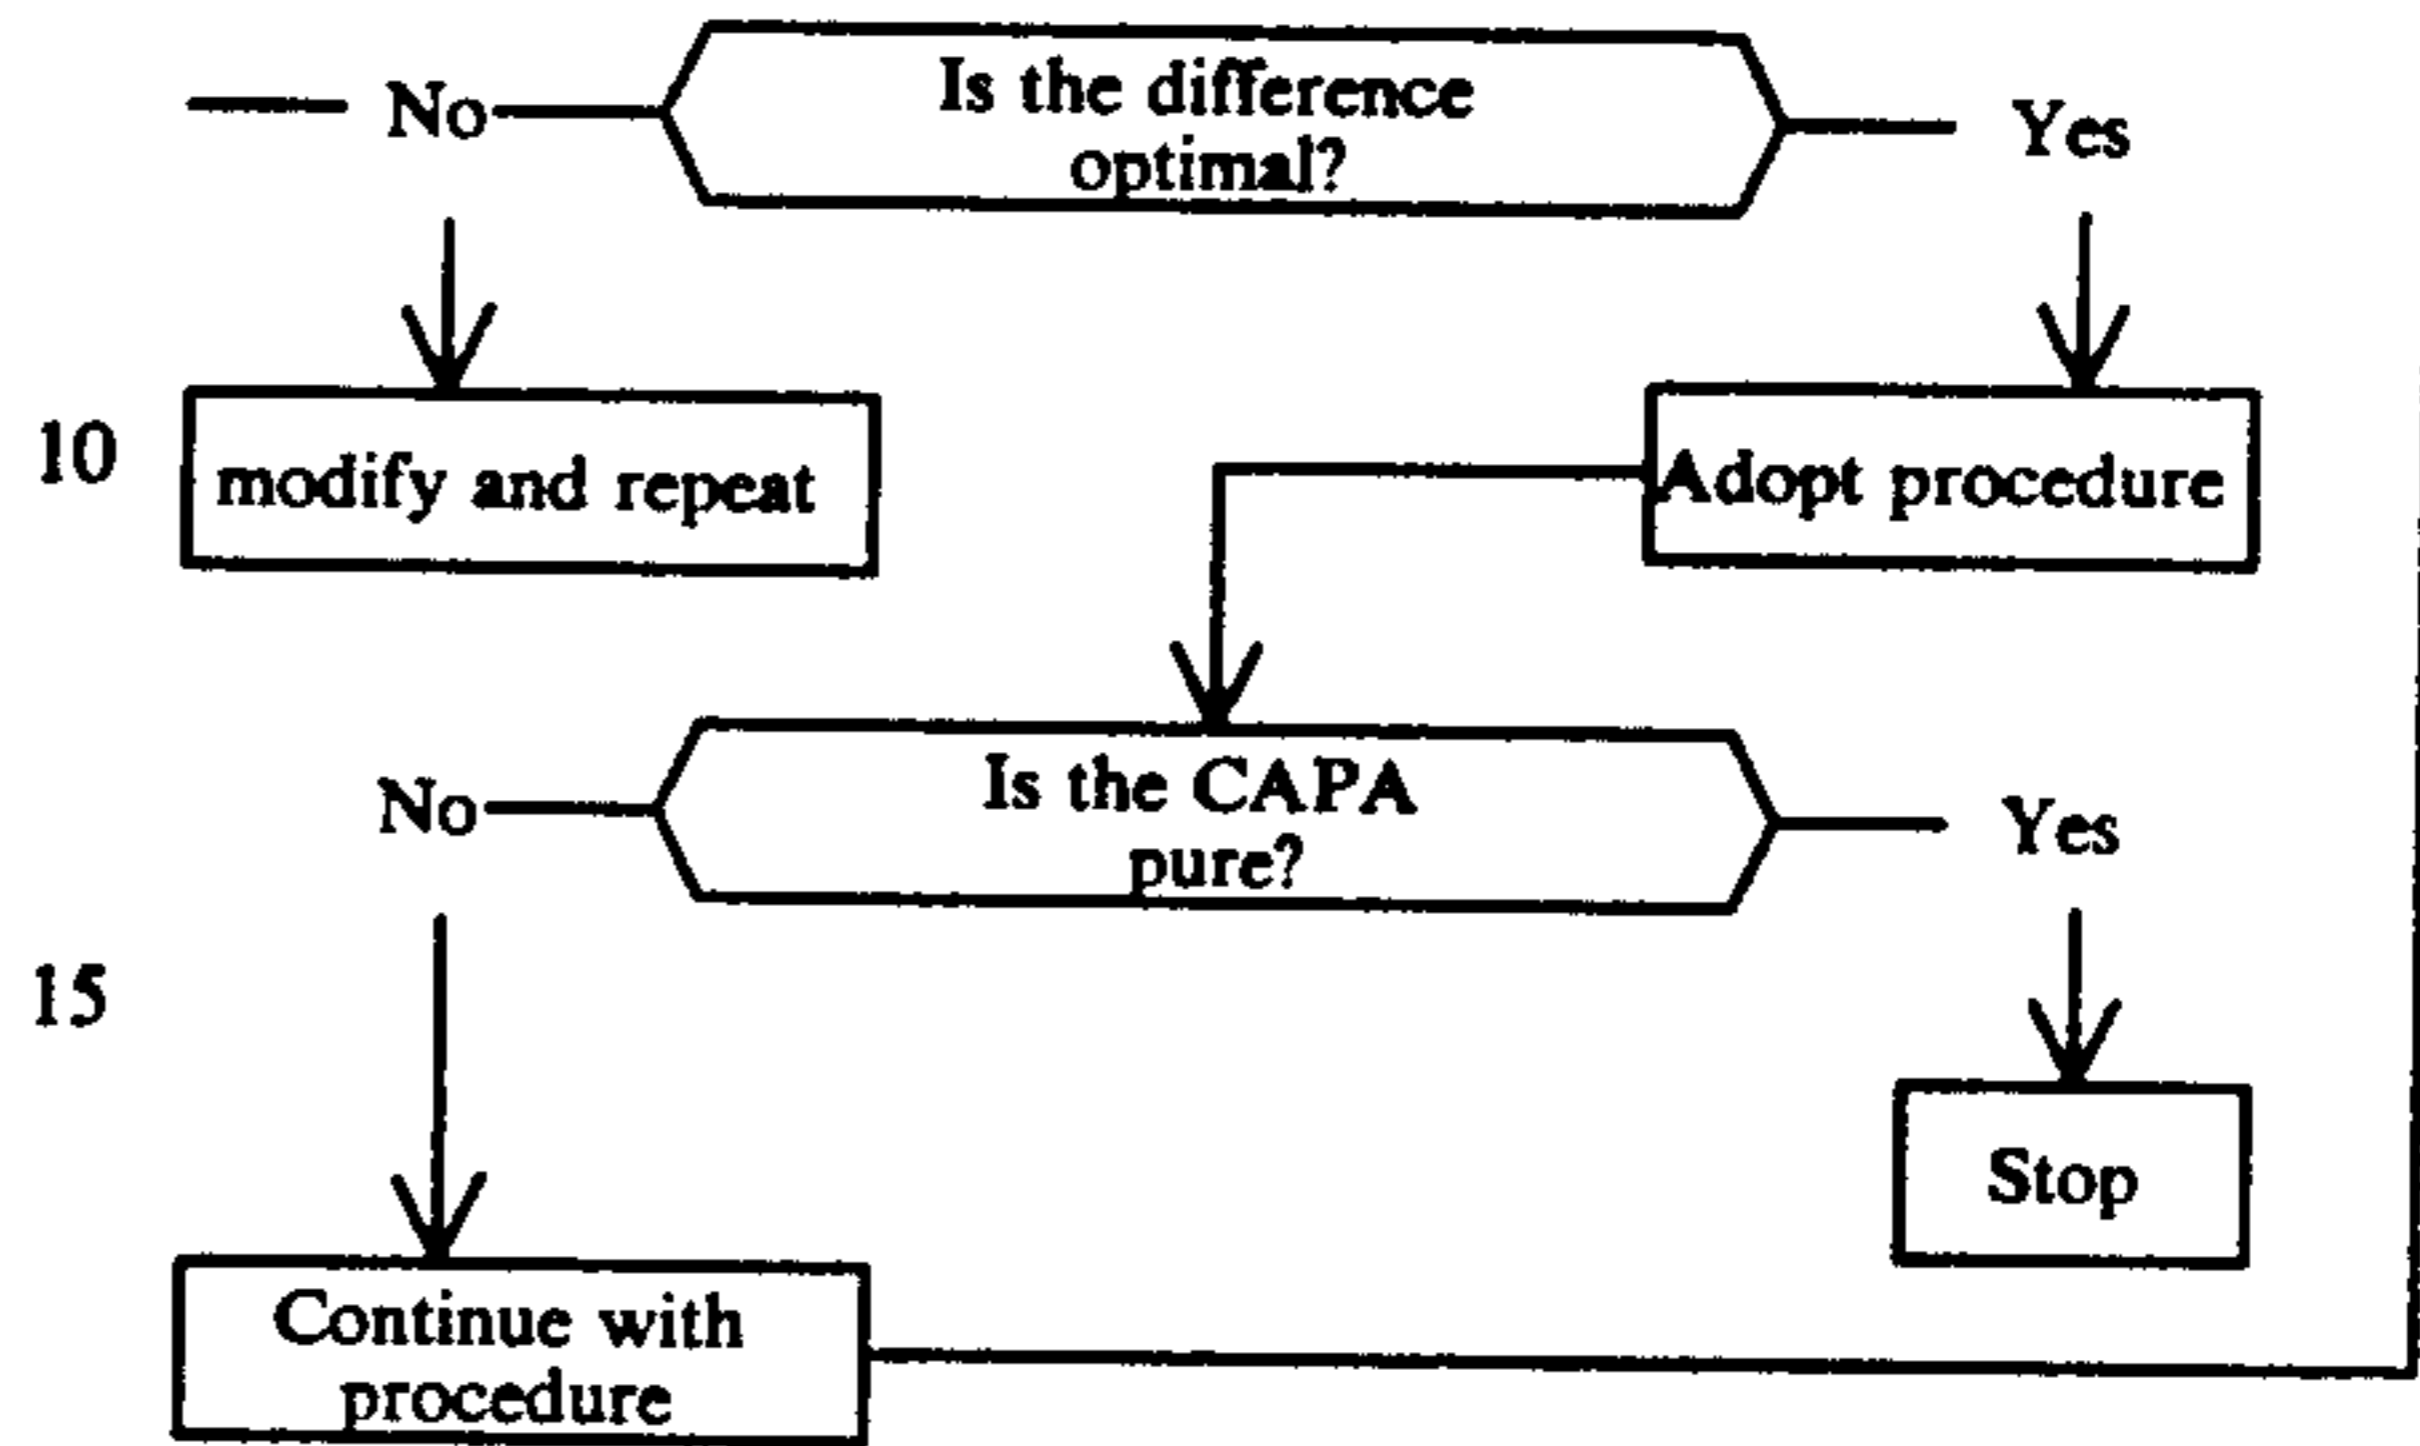 No
Is the difference
optimal?
Yes
10
modify and repeat
Adopt procedure
No
Is the CAPA
pure?
Yes
15
Stop
Continue with
procedure